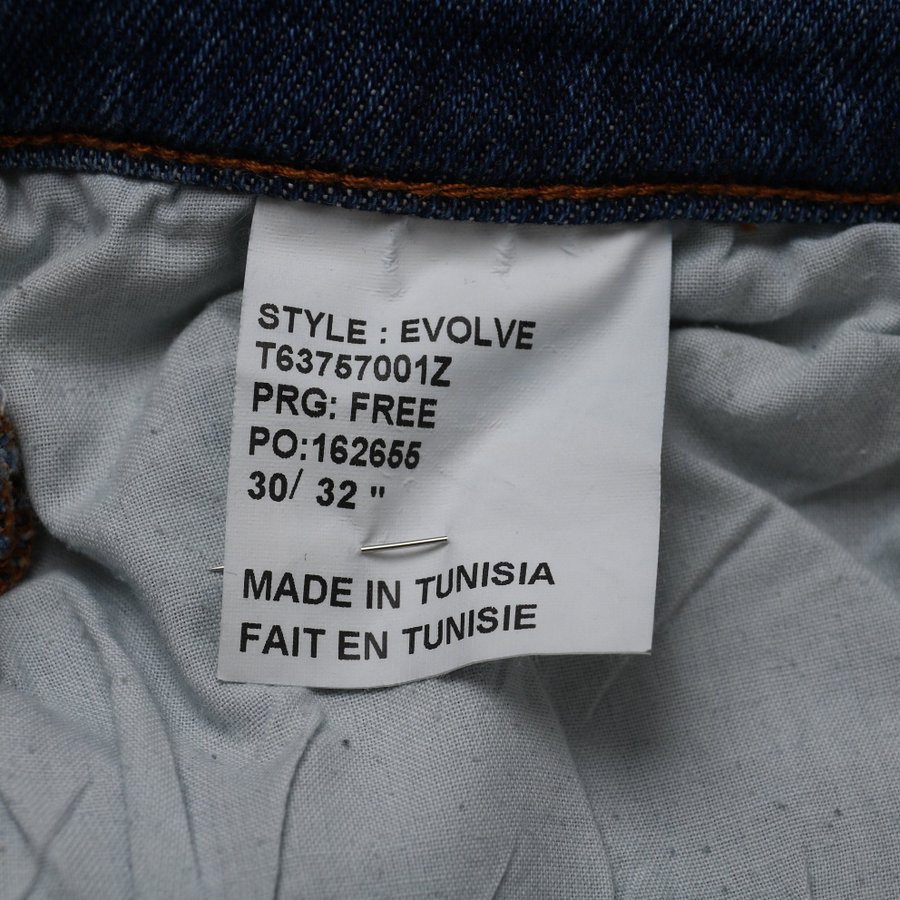 STYLE : EVOLVE
T63757001Z
PRG: FREE
PO:162655
30/ 32 "
MADE IN TUNISIA
FAIT EN TUNISIE